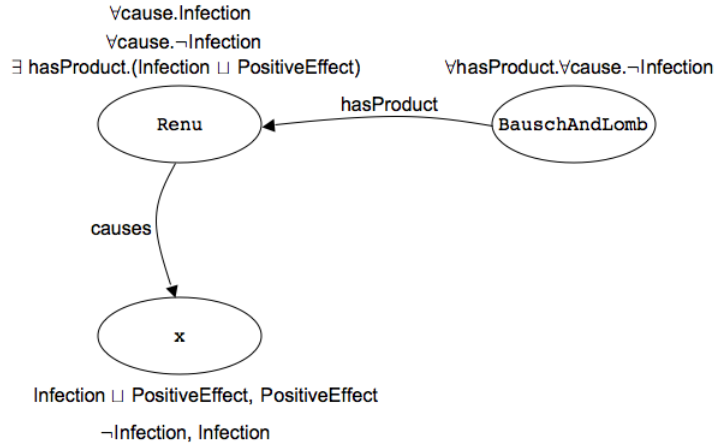 ∀cause.Infection
∀cause.¬Infection
∃ hasProduct.(Infection ⊔ PositiveEffect)
∀hasProduct.∀cause.¬Infection
hasProduct
Renu
BauschAndLomb
causes
x
Infection ⊔ PositiveEffect, PositiveEffect
¬Infection, Infection